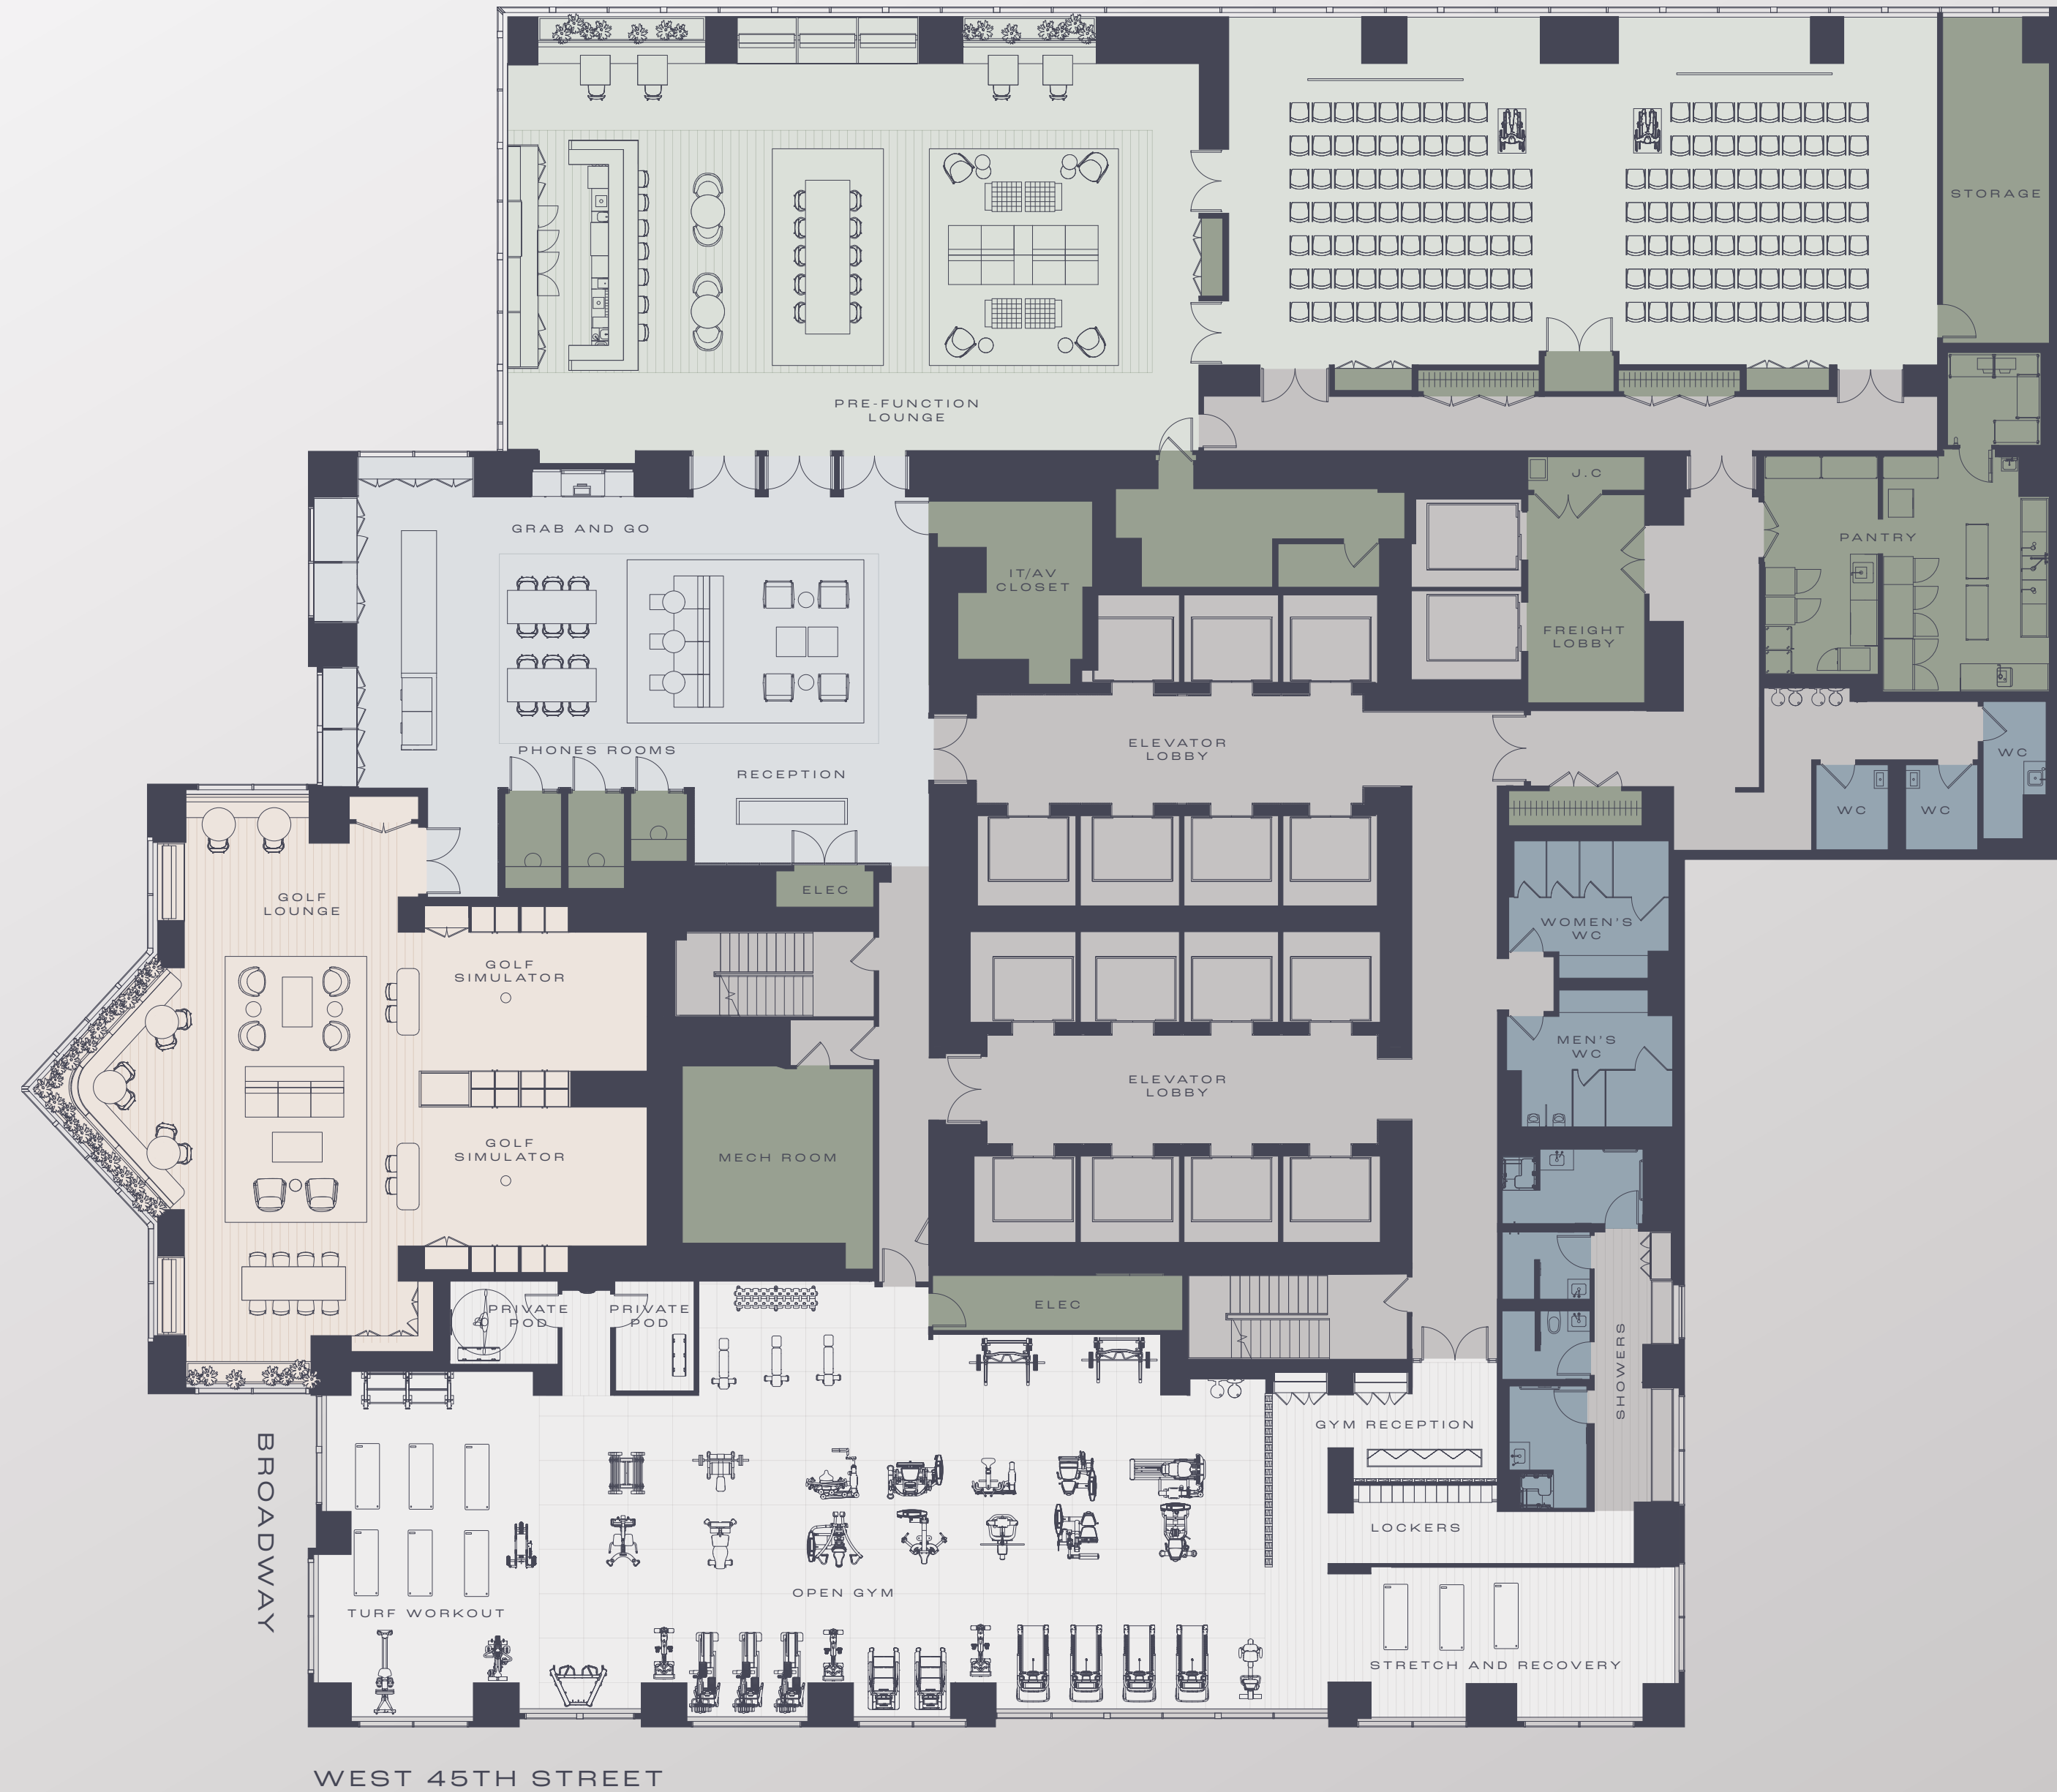 STORAGE
PRE-FUNCTION
LOUNGE
J.C
GRAB AND GO
PANTRY
IT/AV
CLOSET
FREIGHT
LOBBY
PHONES ROOMS
ELEVATOR
LOBBY
WC
RECEPTION
WC
WC
ELEC
GOLF
LOUNGE
WOMEN'S
WC
GOLF
SIMULATOR
MEN'S
WC
ELEVATOR
LOBBY
GOLF
SIMULATOR
MECH ROOM
ELEC
PRIVATE
POD
PRIVATE
POD
SHOWERS
GYM RECEPTION
BROADWAY
LOCKERS
OPEN GYM
TURF WORKOUT
STRETCH AND RECOVERY
WEST 45TH STREET